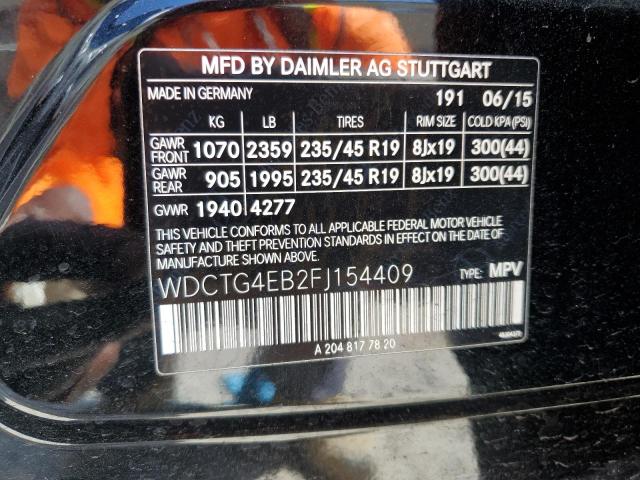 MFD BY DAIMLER AG STUTTGART
MADE IN GERMANY 191 06/15
KG LB TIRES RIM SIZE COLD KPA(PSI)
GAWR FRONT 1070 2359 235/45 R19 8Jx19 300(44)
GAWR REAR 905 1995 235/45 R19 8Jx19 300(44)
GVWR 1940 4277
THIS VEHICLE CONFORMS TO ALL APPLICABLE FEDERAL MOTOR VEHICLE
SAFETY AND THEFT PREVENTION STANDARDS IN EFFECT ON THE DATE
OF MANUFACTURE SHOWN ABOVE.
WDCTG4EB2FJ154409 TYPE: MPV
A 204 817 78 20